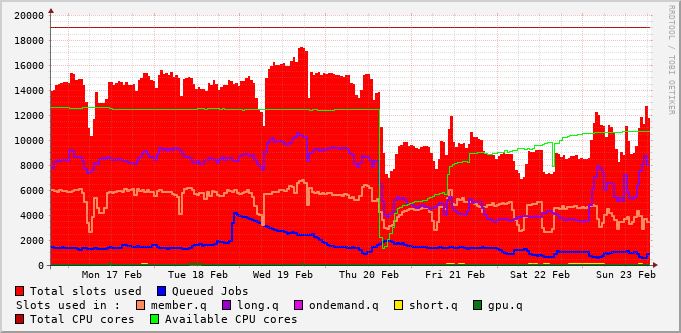 RRDTOOL / TOBI OETIKER
20000
18000
16000
14000
12000
10000
8000
6000
4000
2000
0
Mon 17 Feb Tue 18 Feb Wed 19 Feb Thu 20 Feb Fri 21 Feb Sat 22 Feb Sun 23 Feb
Total slots used Queued Jobs
Slots used in : member.q long.q ondemand.q short.q gpu.q
Total CPU cores Available CPU cores